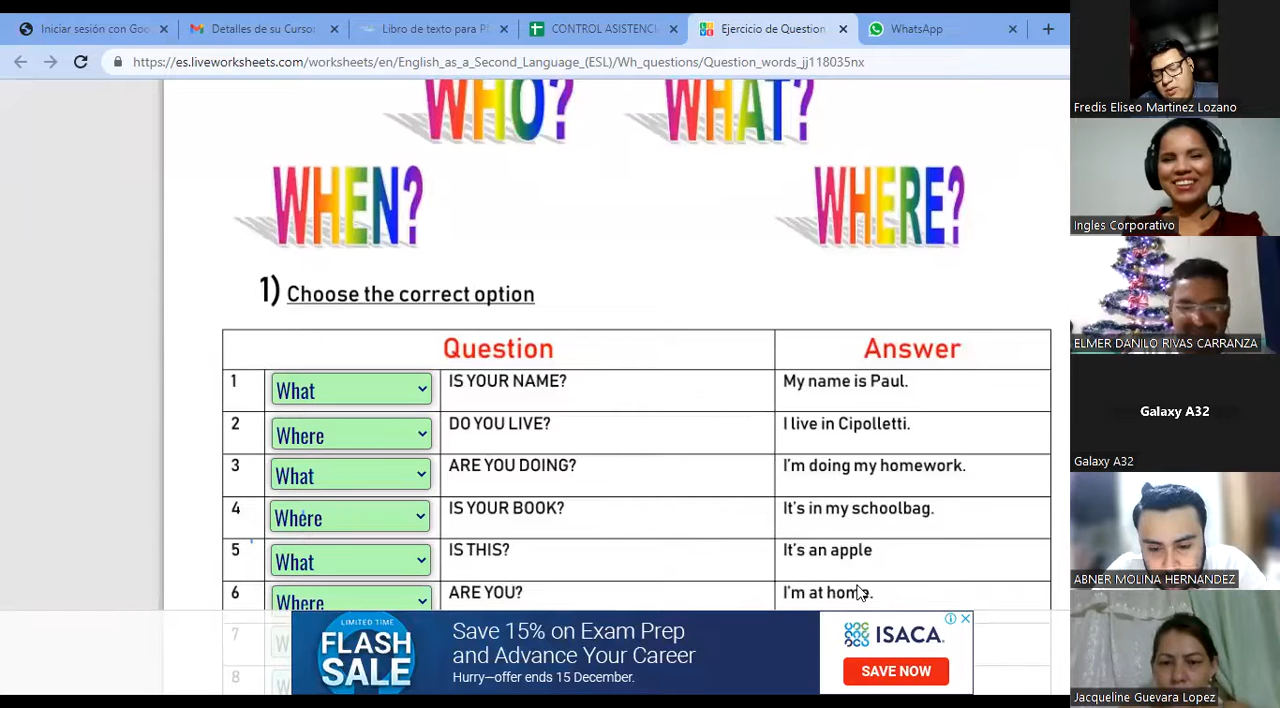 Iniciar sesión con Goo
Detalles de su Curso
Libro de texto para Pl
CONTROL ASISTENCI
Ejercicio de Question
WhatsApp
https://es.liveworksheets.com/worksheets/en/English_as_a_Second_Language_(ESL)/Wh_questions/Question_words_jj118035nx
WHO? WHAT?
WHEN? WHERE?
1) Choose the correct option
Question Answer
1 What IS YOUR NAME? My name is Paul.
2 Where DO YOU LIVE? I live in Cipolletti.
3 What ARE YOU DOING? I'm doing my homework.
4 Where IS YOUR BOOK? It's in my schoolbag.
5 What IS THIS? It's an apple
6 Where ARE YOU? I'm at home.
7
8
LIMITED TIME
FLASH
SALE
Save 15% on Exam Prep
and Advance Your Career
Hurry—offer ends 15 December.
ISACA.
SAVE NOW
Fredis Eliseo Martinez Lozano
Ingles Corporativo
ELMER DANILO RIVAS CARRANZA
Galaxy A32
Galaxy A32
ABNER MOLINA HERNANDEZ
Jacqueline Guevara Lopez